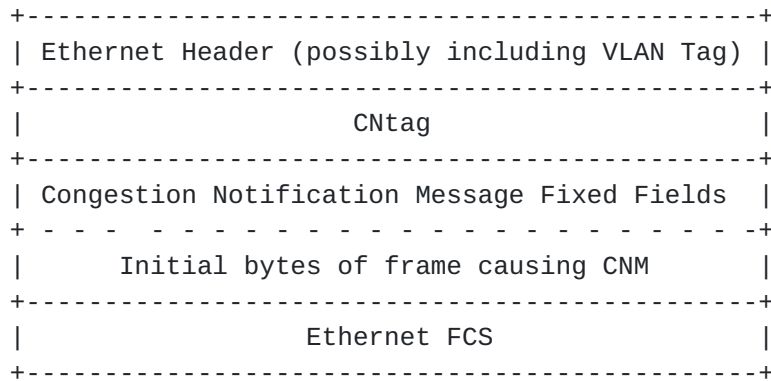 +-----------------------------------------------+
| Ethernet Header (possibly including VLAN Tag) |
+-----------------------------------------------+
|                     CNtag                     |
+-----------------------------------------------+
| Congestion Notification Message Fixed Fields  |
+ - - -  - - - - - - - - - - - - - - - - - - - -+
|      Initial bytes of frame causing CNM       |
+-----------------------------------------------+
|                  Ethernet FCS                 |
+-----------------------------------------------+